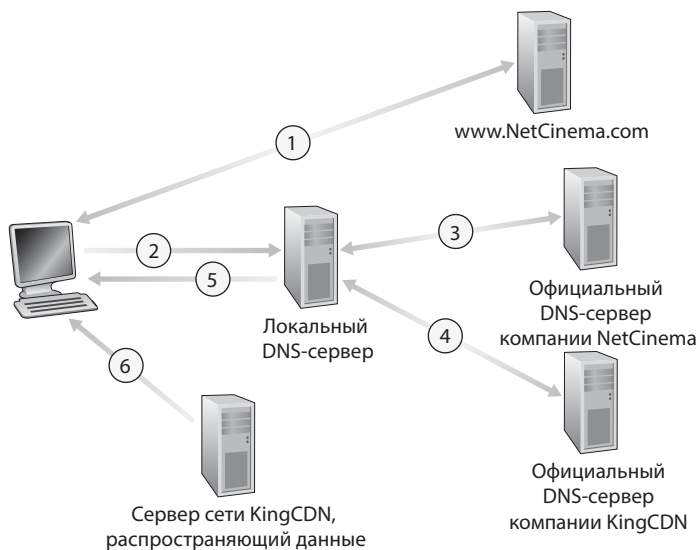 www.NetCinema.com
1
2
3
5
Официальный
DNS-сервер
компании NetCinema
Локальный
DNS-сервер
4
6
Официальный
DNS-сервер
компании KingCDN
Сервер сети KingCDN,
распространяющий данные